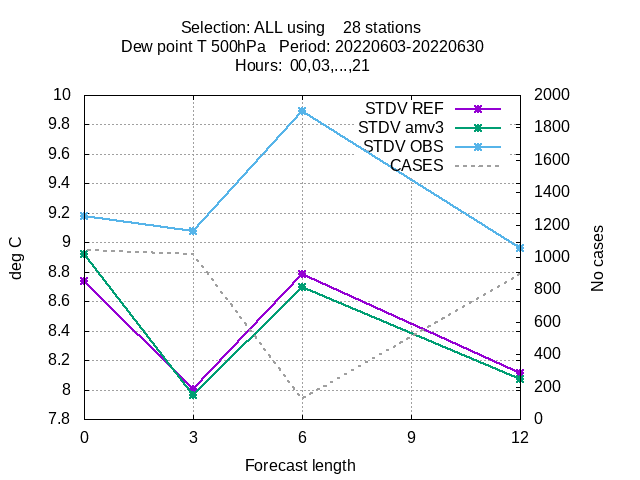 Selection: ALL using    28 stations
Dew point T 500hPa   Period: 20220603-20220630
Hours:  00,03,...,21
STDV REF
STDV amv3
STDV OBS
CASES
10
9.8
9.6
9.4
9.2
9
8.8
8.6
8.4
8.2
8
7.8
deg C
2000
1800
1600
1400
1200
1000
800
600
400
200
0
No cases
0 3 6 9 12
Forecast length